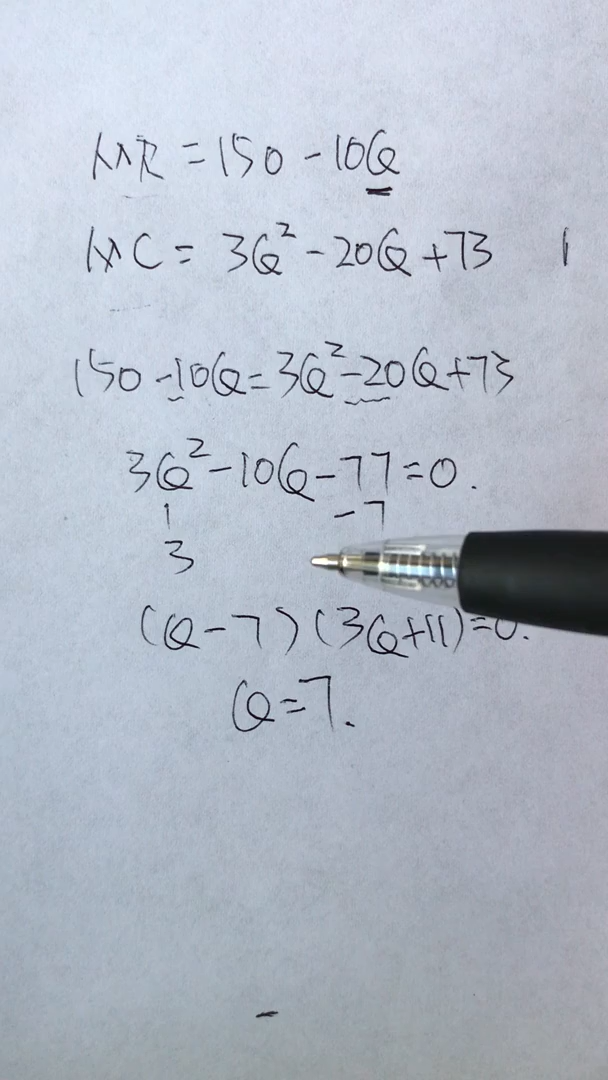 MR = 150 - 10Q
MC = 3Q² - 20Q + 73
150 - 10Q = 3Q² - 20Q + 73
3Q² - 10Q - 77 = 0.
1 -7
3
(Q - 7)(3Q + 11) = 0.
Q = 7.